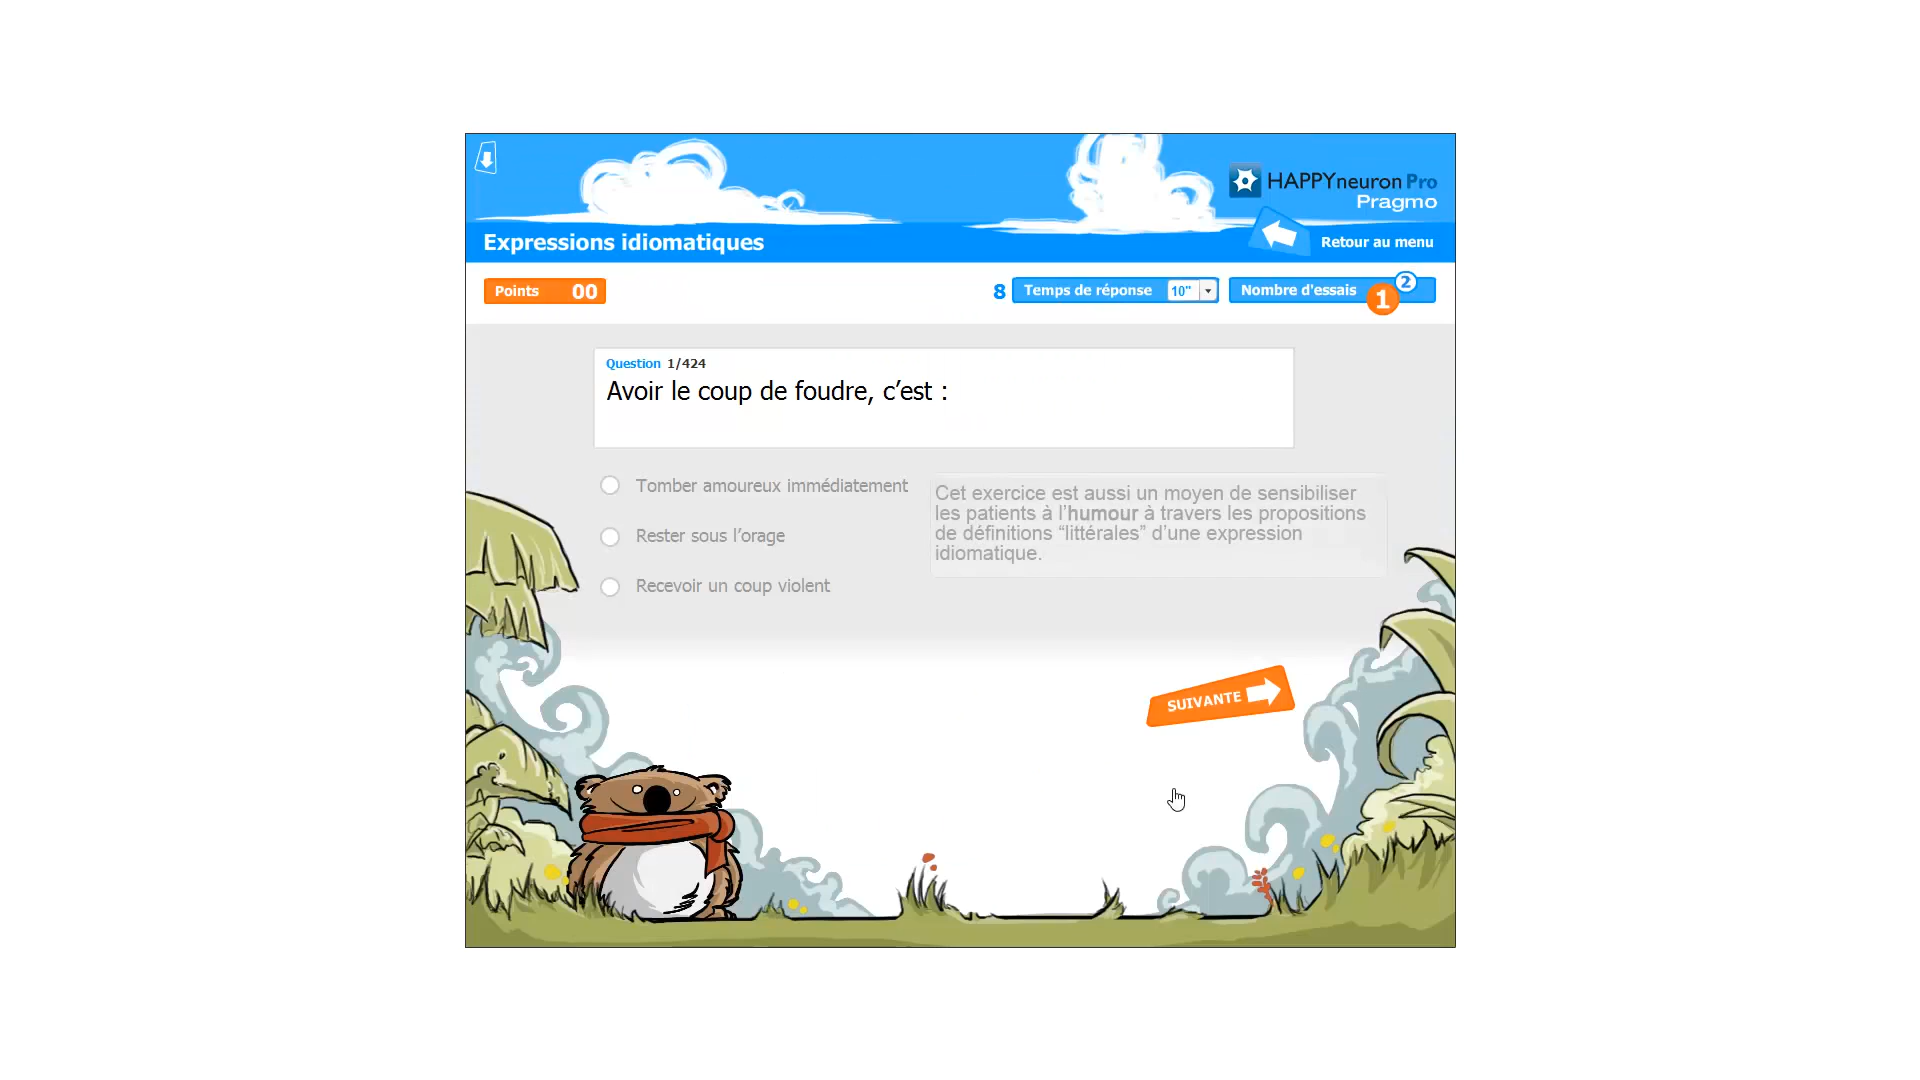 HAPPYneuron Pro
Pragmo
Expressions idiomatiques
Retour au menu
Points 00
8 Temps de réponse 10"
Nombre d'essais 1 2
Question 1/424
Avoir le coup de foudre, c’est :
Tomber amoureux immédiatement
Rester sous l’orage
Recevoir un coup violent
Cet exercice est aussi un moyen de sensibiliser
les patients à l’humour à travers les propositions
de définitions “littérales” d’une expression
idiomatique.
SUIVANTE